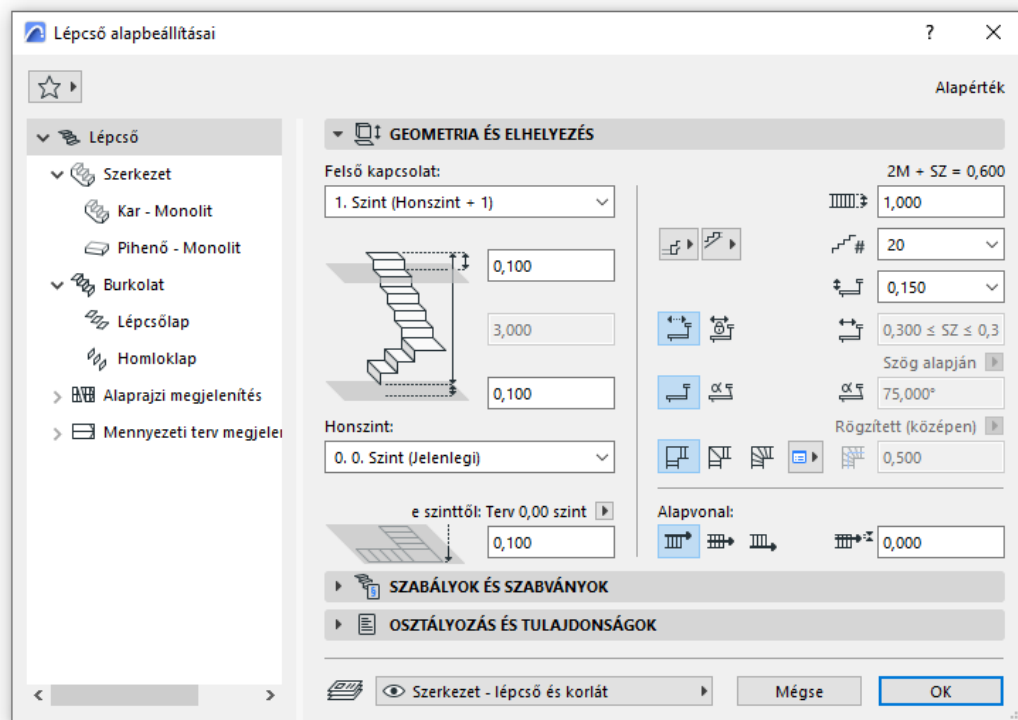 Lépcső alapbeállításai ? ×
Alapérték
Lépcső
Szerkezet
Kar - Monolit
Pihenő - Monolit
Burkolat
Lépcsőlap
Homloklap
Alaprajzi megjelenítés
Mennyezeti terv megjeler
GEOMETRIA ÉS ELHELYEZÉS
Felső kapcsolat:
1. Szint (Honszint + 1)
0,100
3,000
0,100
Honszint:
0. 0. Szint (Jelenlegi)
e szinttől: Terv 0,00 szint
0,100
2M + SZ = 0,600
1,000
# 20
0,150
0,300 ≤ SZ ≤ 0,3
Szög alapján
α α 75,000°
Rögzített (középen)
0,500
Alapvonal:
0,000
§ SZABÁLYOK ÉS SZABVÁNYOK
OSZTÁLYOZÁS ÉS TULAJDONSÁGOK
Szerkezet - lépcső és korlát
Mégse
OK